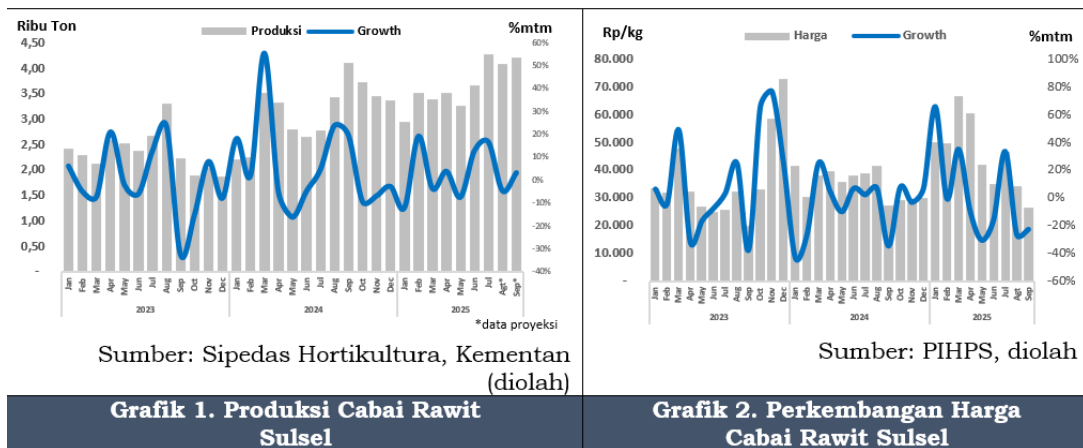 Ribu Ton
Produksi
Growth
%mtm
4,50
4,00
3,50
3,00
2,50
2,00
1,50
1,00
0,50
-
60%
50%
40%
30%
20%
10%
0%
-10%
-20%
-30%
-40%
Jan Feb Mar Apr May Jun Jul Aug Sep Oct Nov Dec Jan Feb Mar Apr May Jun Jul Aug Sep Oct Nov Dec Jan Feb Mar Apr May Jun Jul Agt* Sep*
2023 2024 2025
*data proyeksi
Sumber: Sipedas Hortikultura, Kementan
(diolah)
Grafik 1. Produksi Cabai Rawit
Sulsel
Rp/kg
Harga
Growth
%mtm
80.000
70.000
60.000
50.000
40.000
30.000
20.000
10.000
-
100%
80%
60%
40%
20%
0%
-20%
-40%
-60%
Jan Feb Mar Apr May Jun Jul Aug Sep Oct Nov Dec Jan Feb Mar Apr May Jun Jul Aug Sep Oct Nov Dec Jan Feb Mar Apr May Jun Jul Agt Sep
2023 2024 2025
Sumber: PIHPS, diolah
Grafik 2. Perkembangan Harga
Cabai Rawit Sulsel